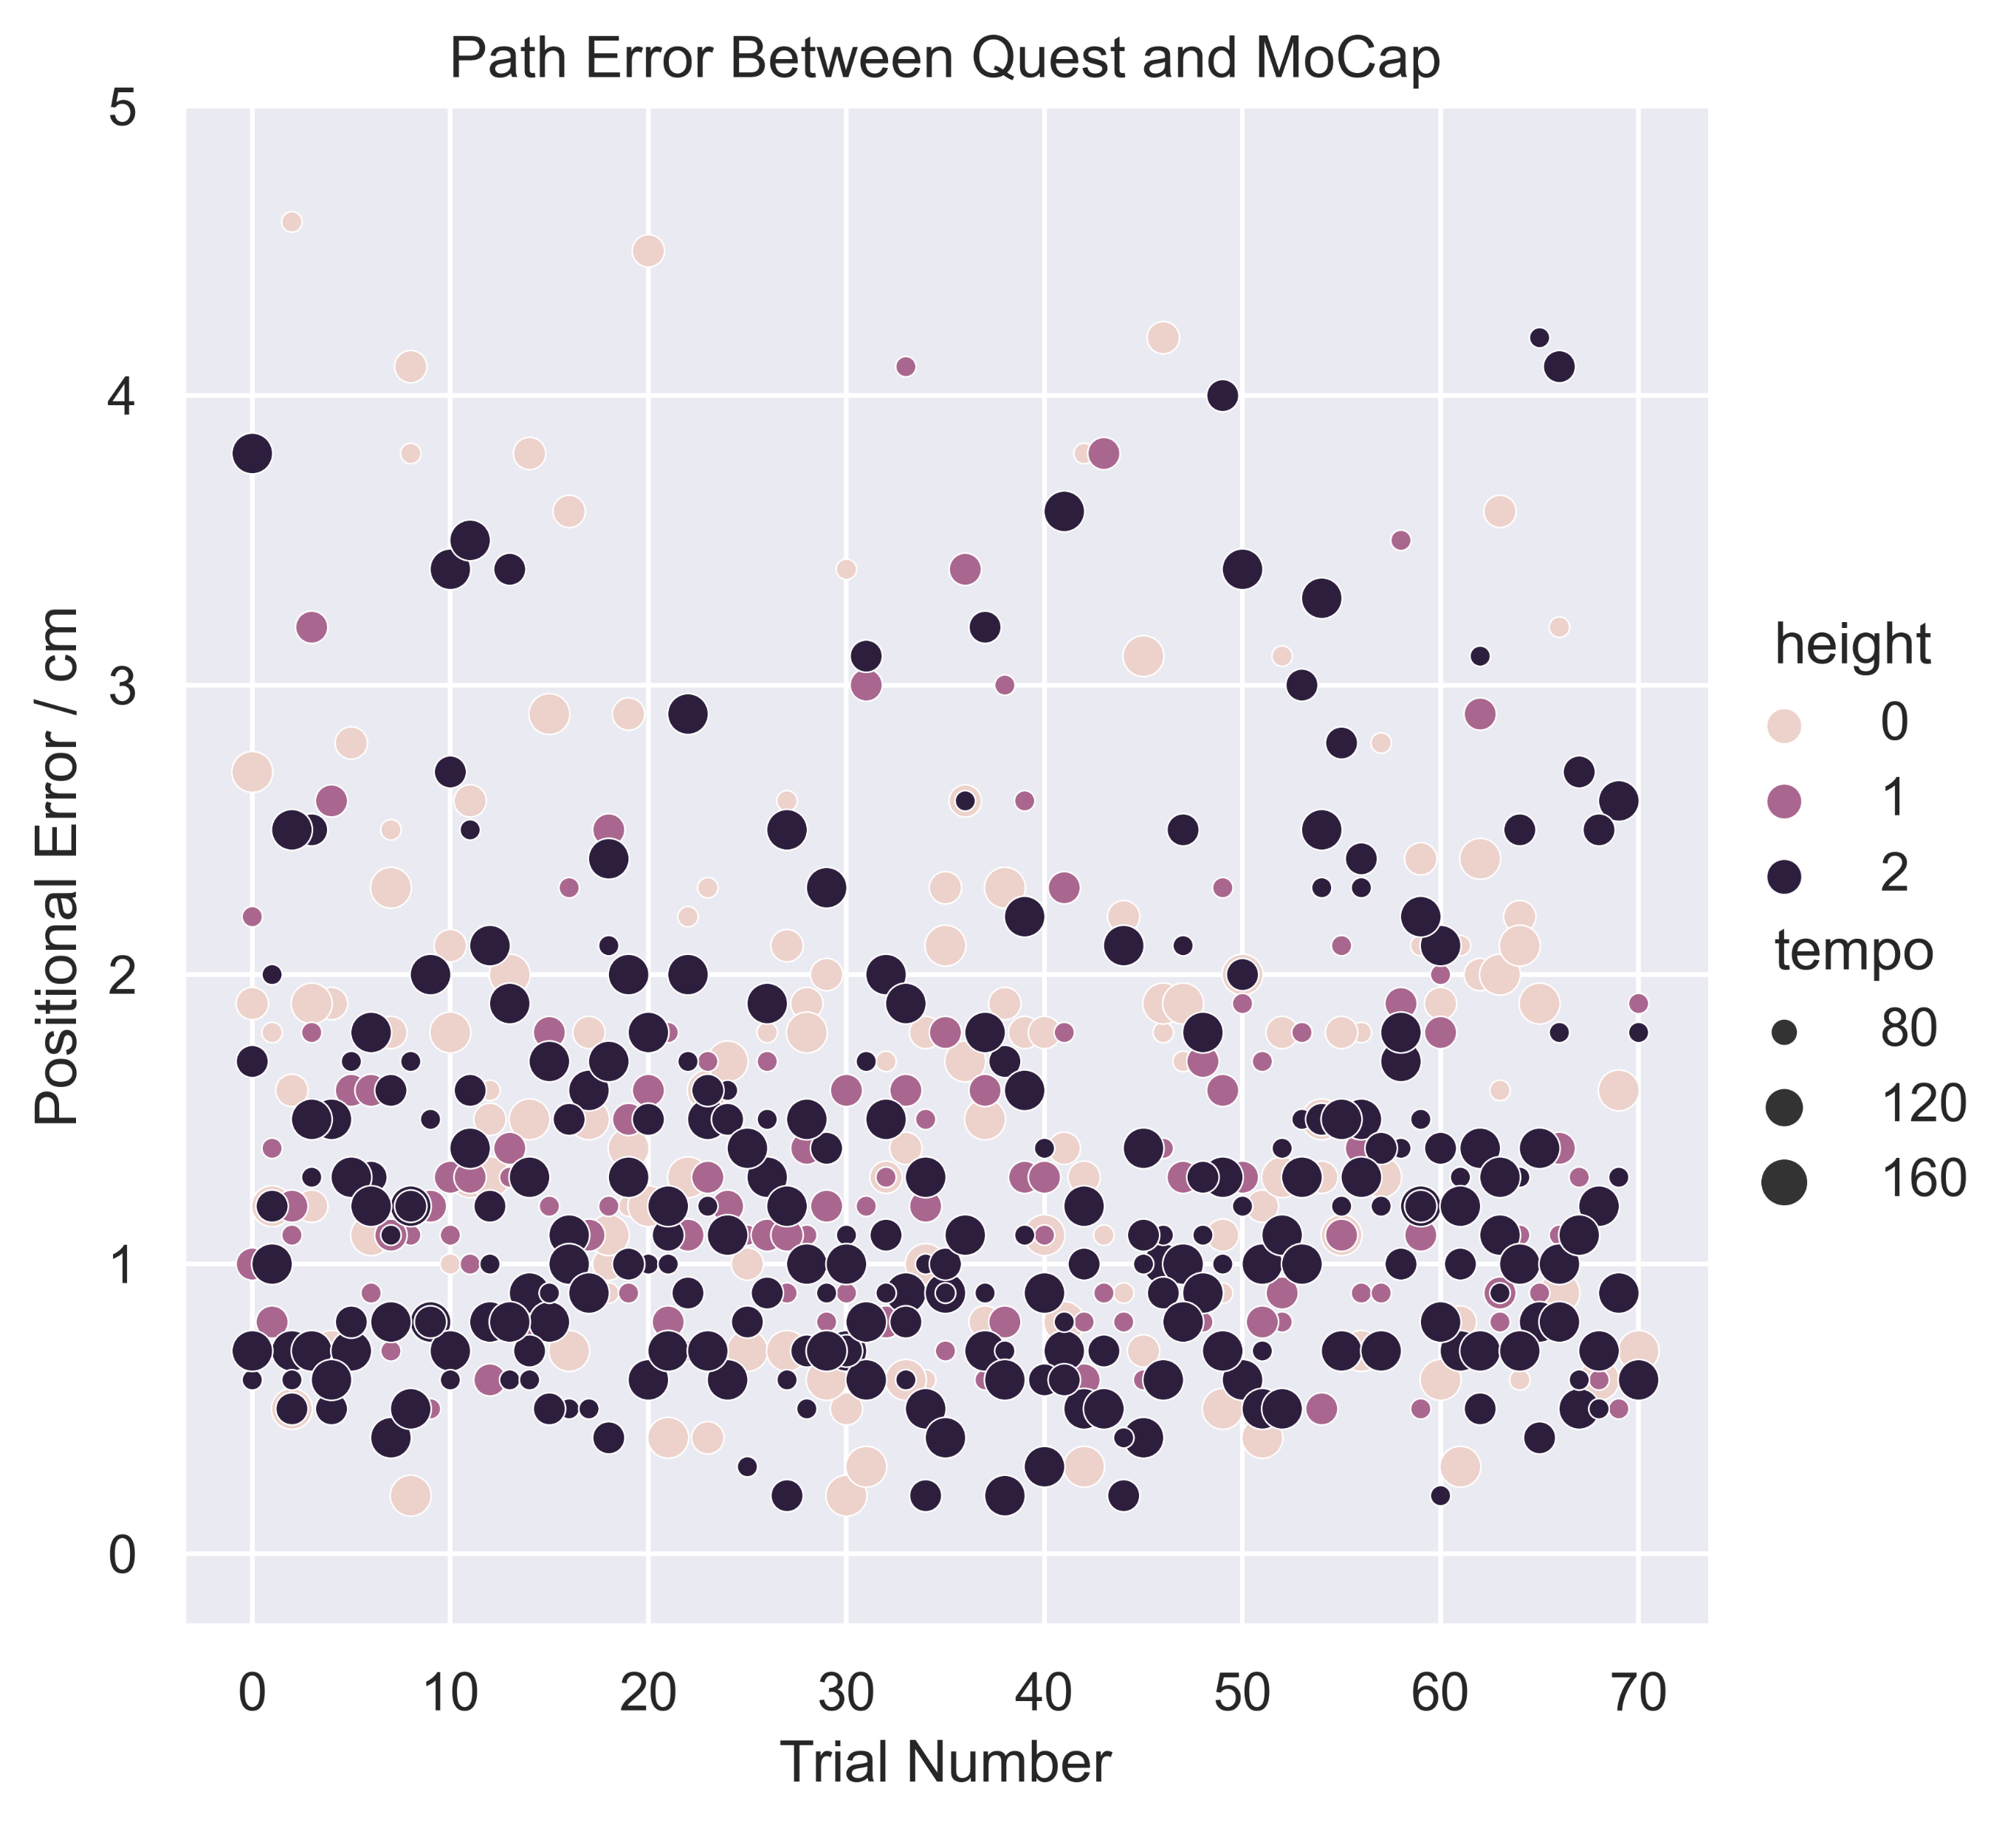 Path Error Between Quest and MoCap
5
4
3
2
1
0
Positional Error / cm
0 10 20 30 40 50 60 70
Trial Number
height
0
1
2
tempo
80
120
160